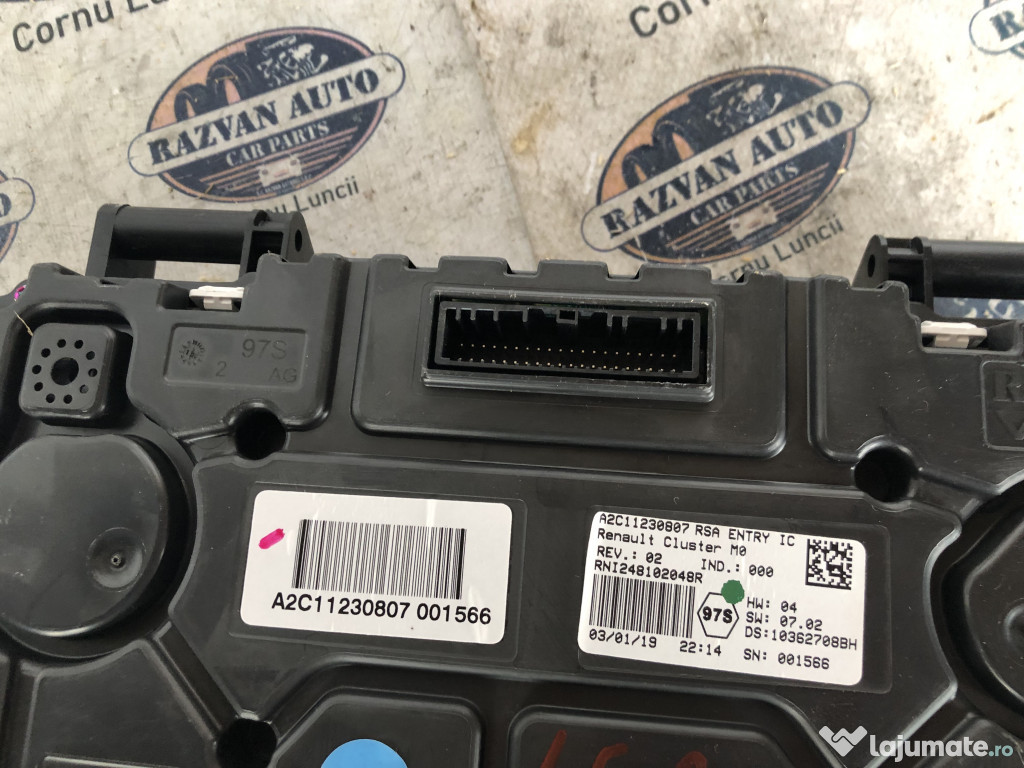 Cornu
RAZVAN AUTO
CAR PARTS
Cornu Luncii
RAZVAN AUTO
CAR PARTS
Cornu Luncii
97S
2
AG
R
A2C11230807 001566
A2C11230807 RSA ENTRY IC
Renault Cluster M0
REV.: 02 IND.: 000
RNI248102048R
97S
HW: 04
SW: 07.02
DS:10362708BH
03/01/19 22:14 SN: 001566
lajumate.ro